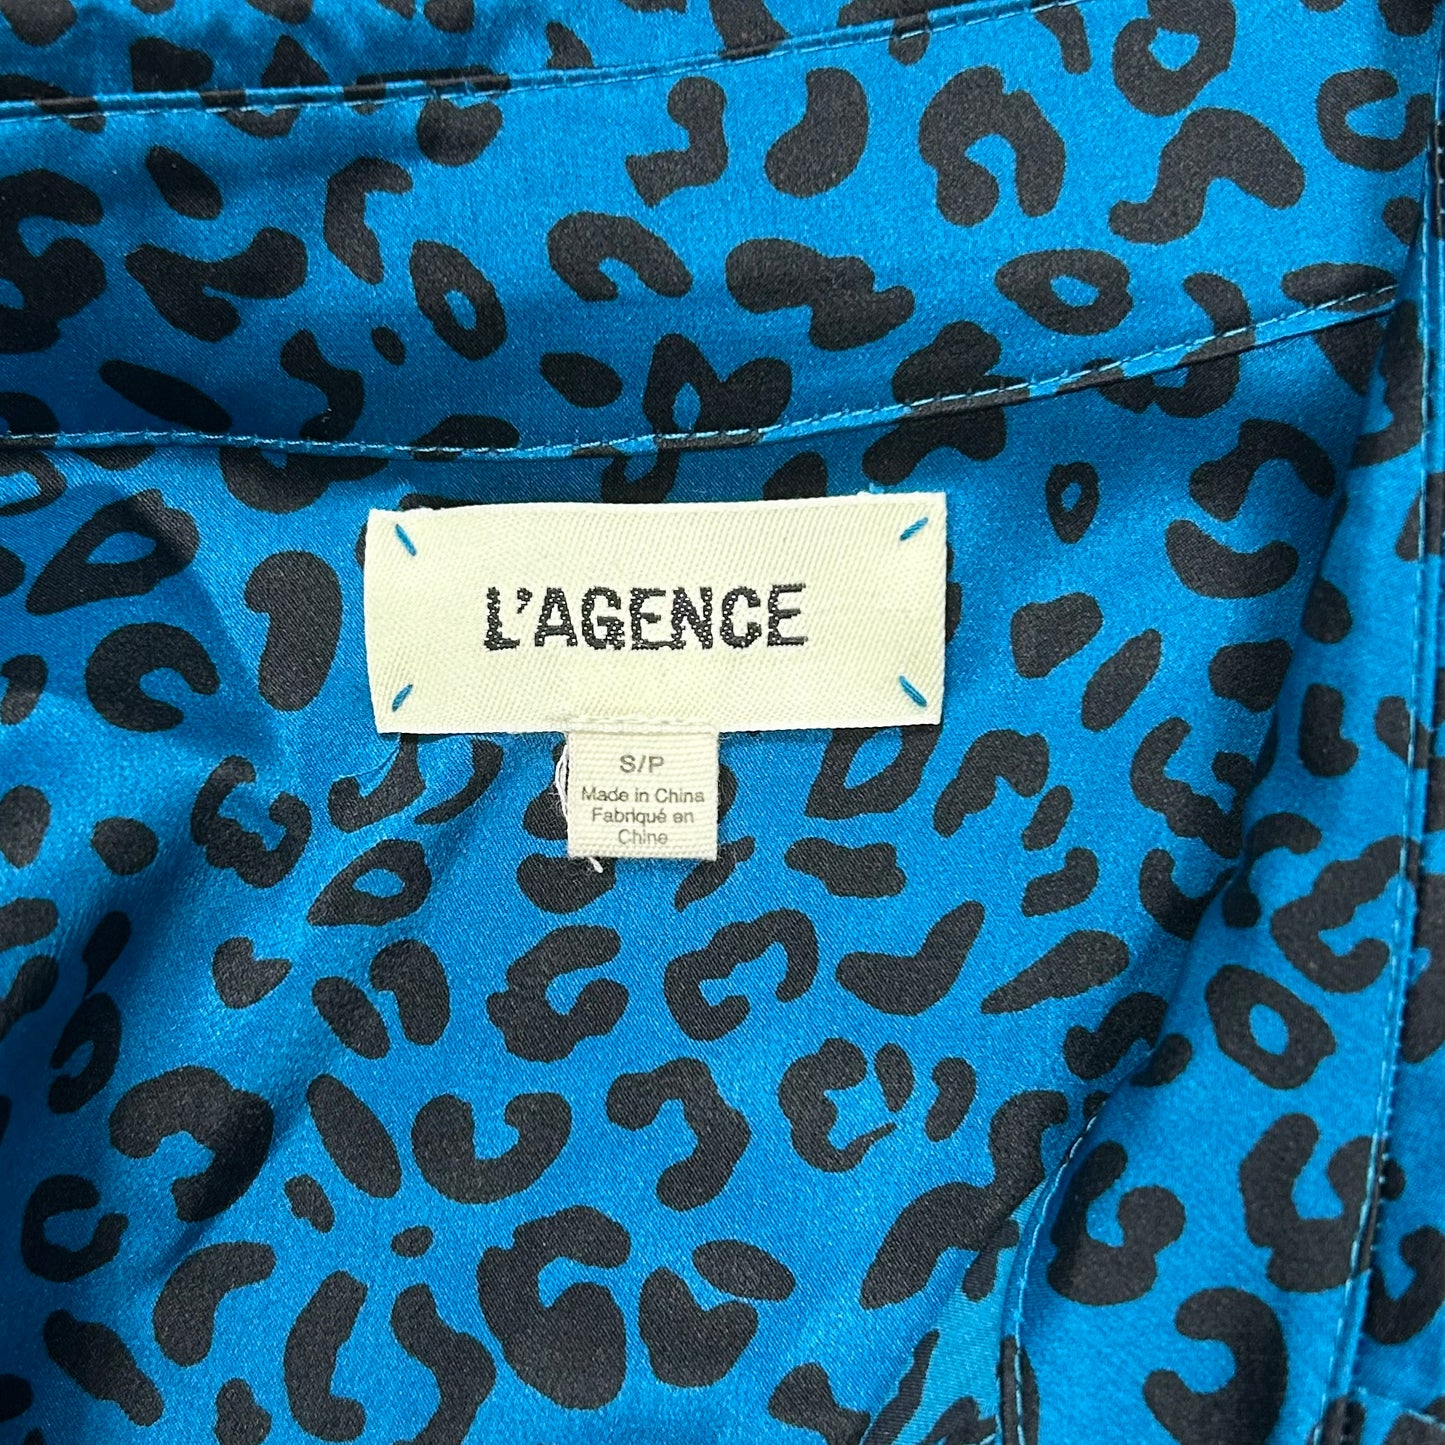 L'AGENCE
S/P
Made in China
Fabriqué en
Chine